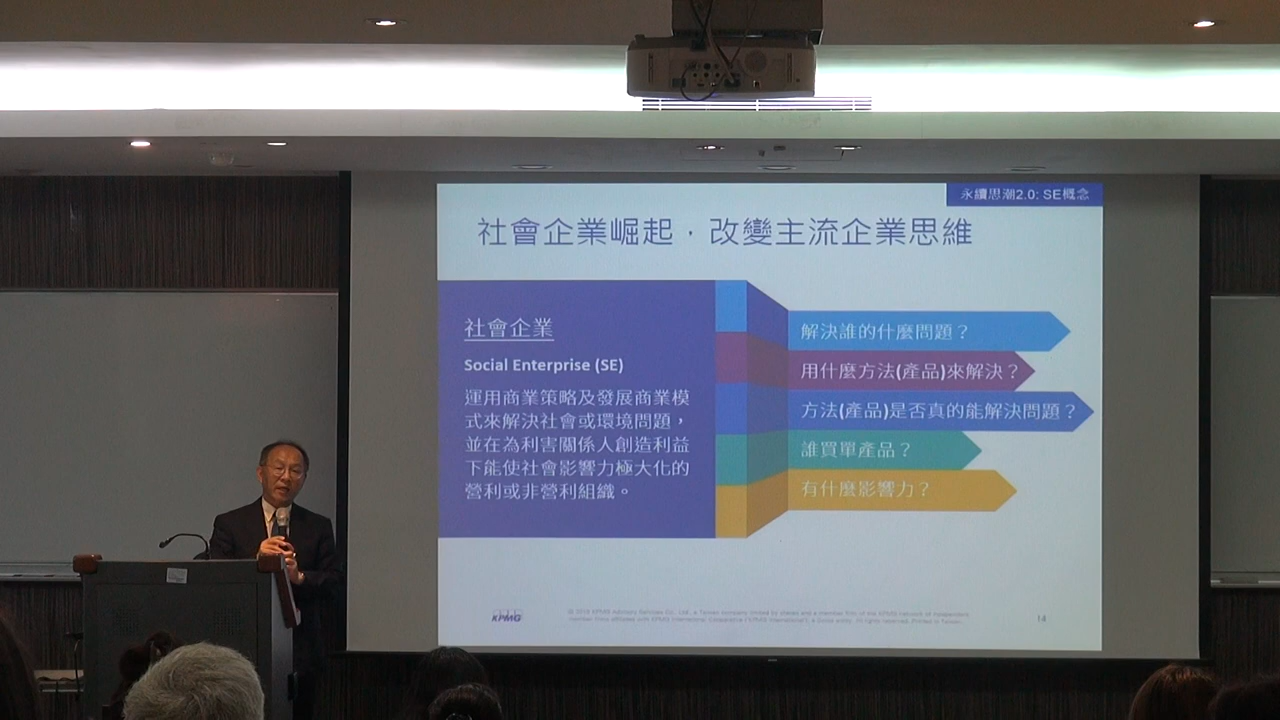 永續思潮2.0: SE概念
社會企業崛起，改變主流企業思維
社會企業
Social Enterprise (SE)
運用商業策略及發展商業模
式來解決社會或環境問題，
並在為利害關係人創造利益
下能使社會影響力極大化的
營利或非營利組織。
解決誰的什麼問題？
用什麼方法(產品)來解決？
方法(產品)是否真的能解決問題？
誰買單產品？
有什麼影響力？
KPMG
14